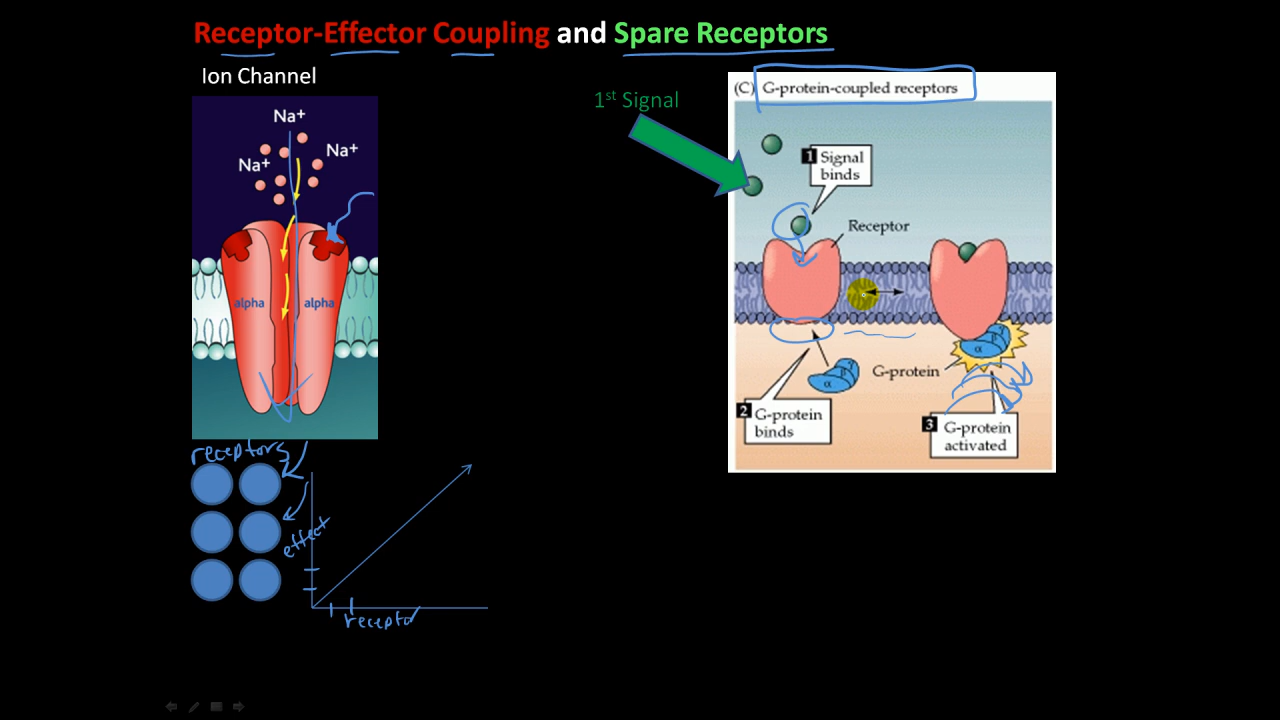 Receptor-Effector Coupling and Spare Receptors
Ion Channel
1st Signal
(C) G-protein-coupled receptors
Na+
Na+
Na+
1 Signal
binds
Receptor
alpha
alpha
G-protein
α
β
γ
α
β
2 G-protein
binds
3 G-protein
activated
receptors
effect
receptor